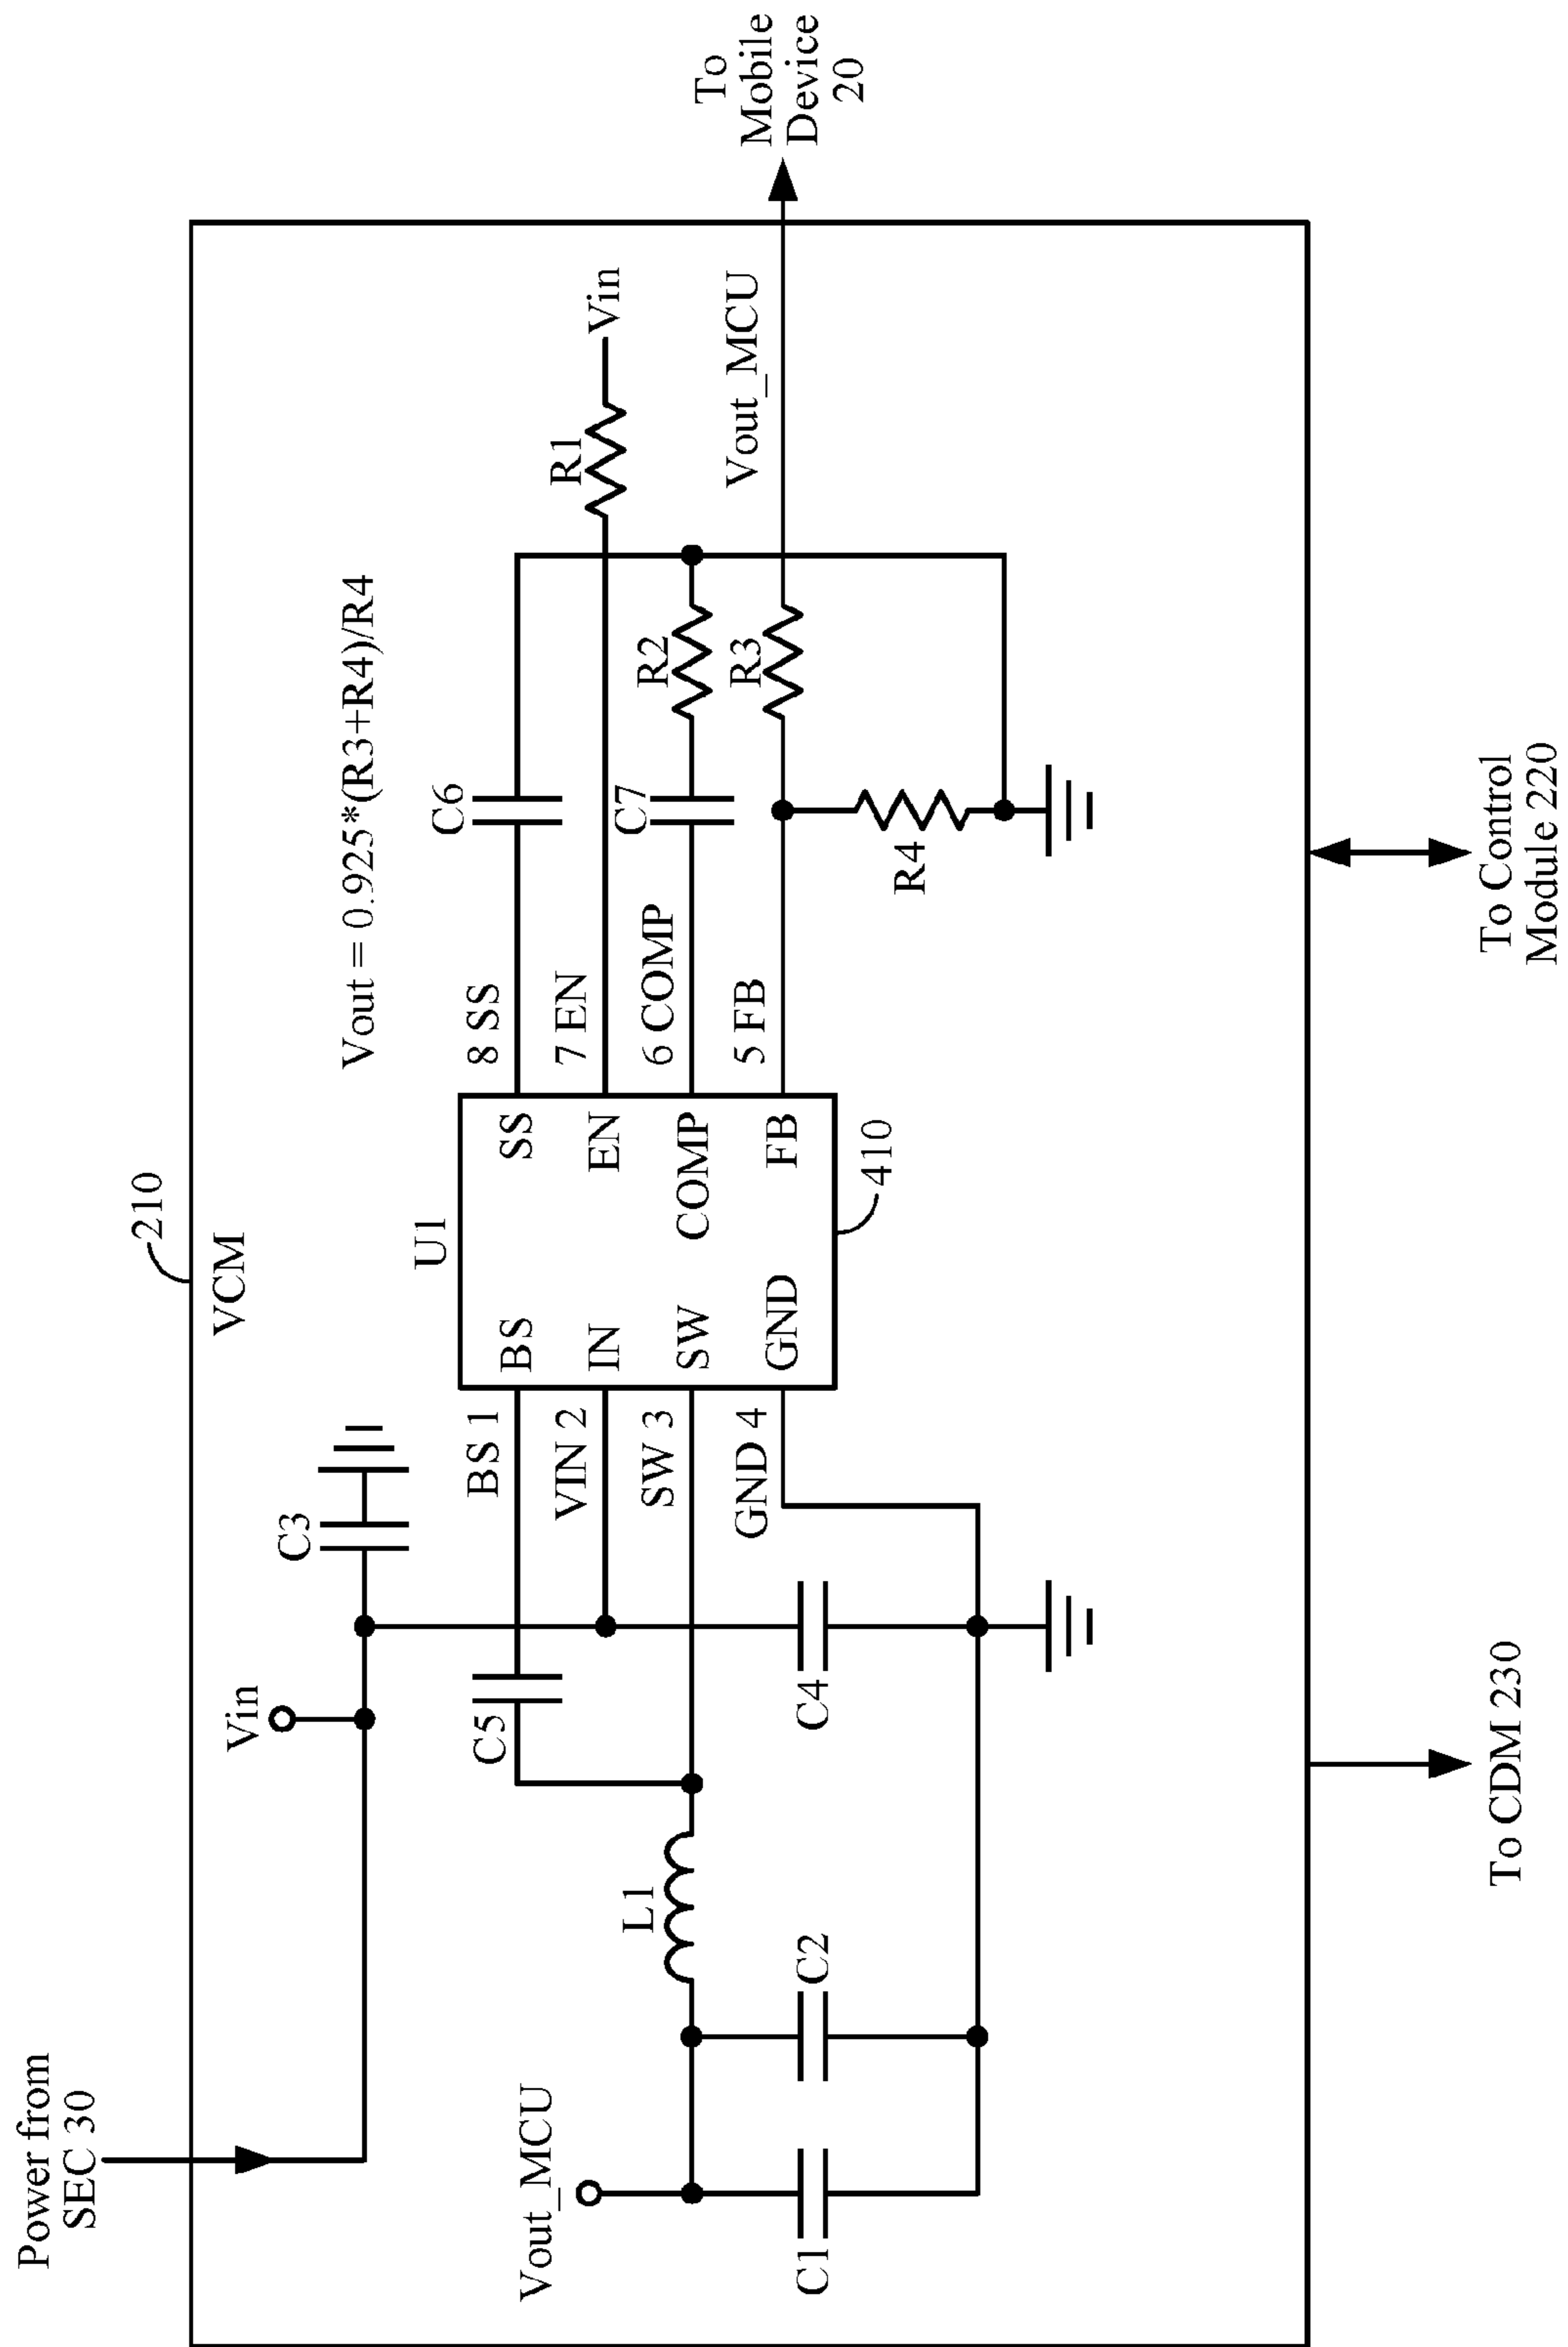 Power from
SEC 30
210
VCM
Vin
C3
Vout = 0.925*(R3+R4)/R4
U1
BS 1
BS
SS
8 SS
C6
C5
VIN 2
IN
EN
7 EN
R1
Vin
Vout_MCU
L1
SW 3
SW
COMP
6 COMP
C7
R2
GND 4
GND
FB
5 FB
R3
Vout_MCU
To
Mobile
Device
20
C1
C2
C4
410
R4
To CDM 230
To Control
Module 220